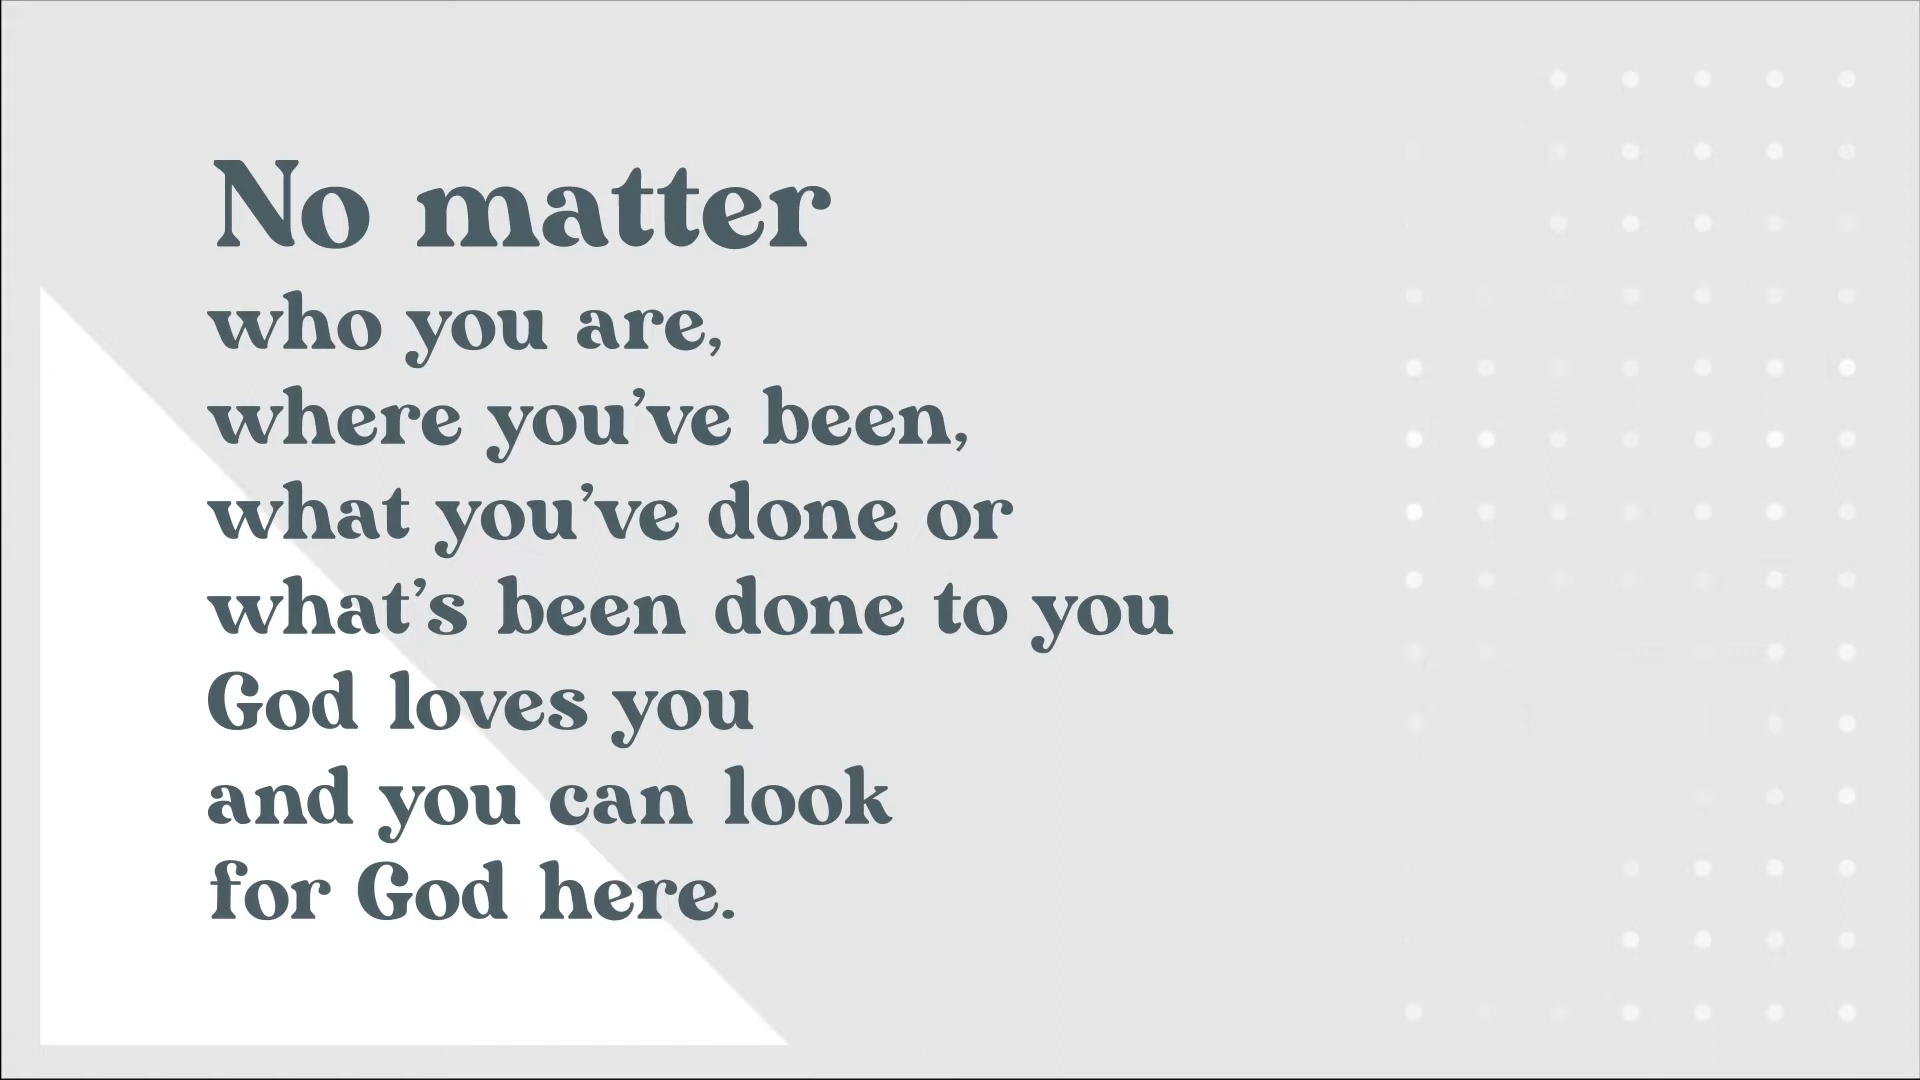 No matter
who you are,
where you’ve been,
what you’ve done or
what’s been done to you
God loves you
and you can look
for God here.